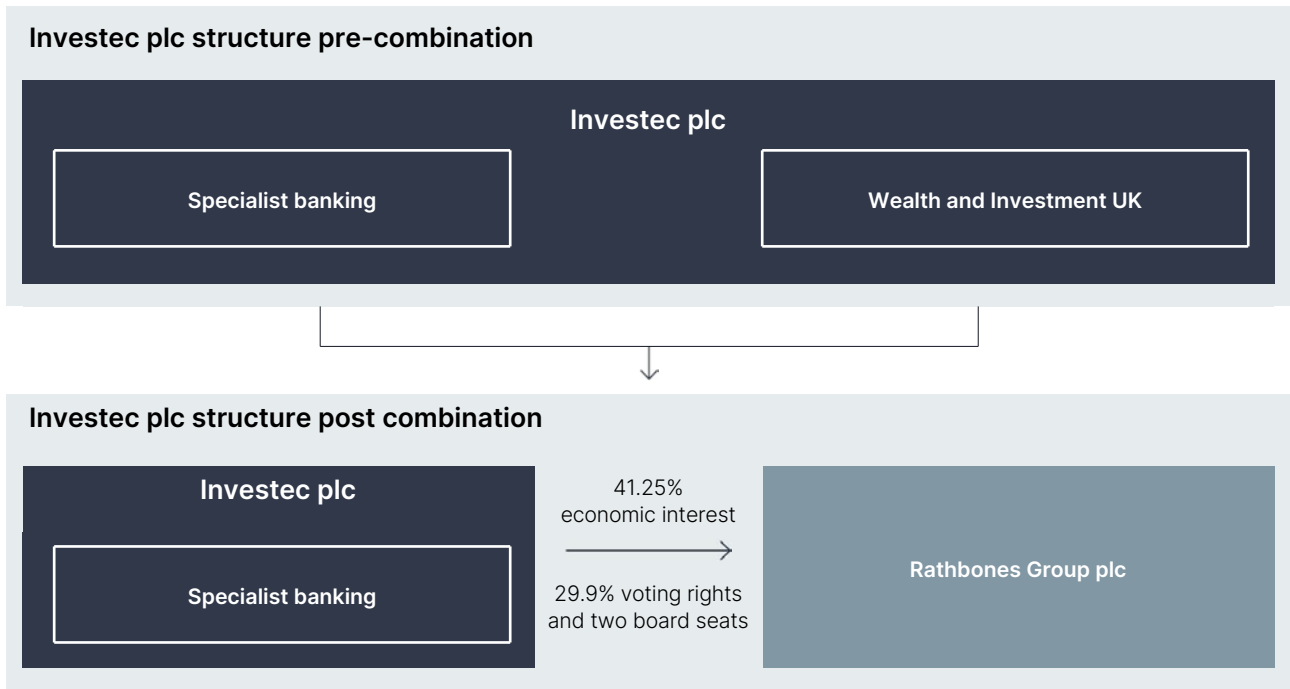 Investec plc structure pre-combination
Investec plc
Specialist banking
Wealth and Investment UK
Investec plc structure post combination
Investec plc
Specialist banking
41.25%
economic interest
29.9% voting rights
and two board seats
Rathbones Group plc